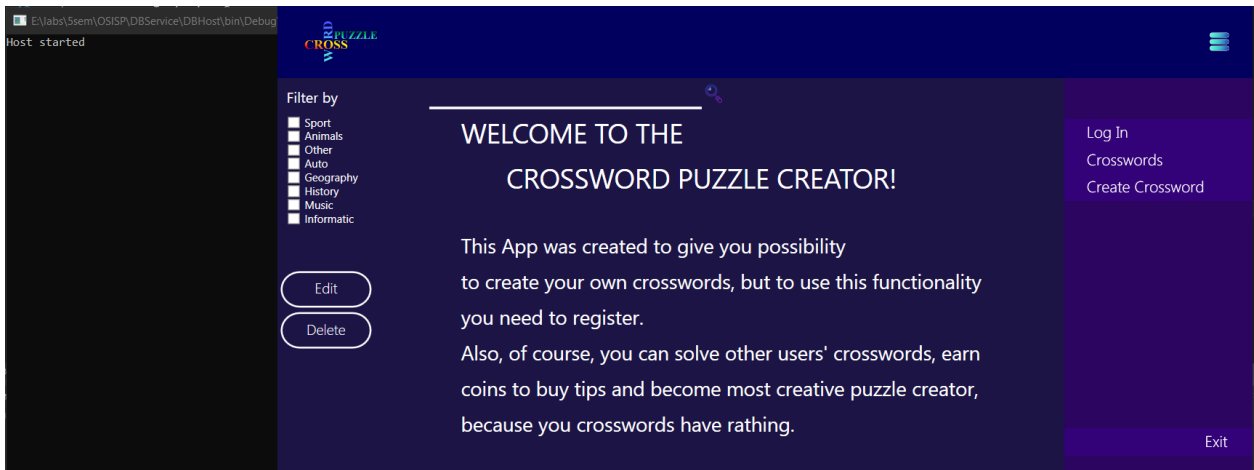 E:\labs\5sem\OSISP\DBService\DBHost\bin\Debug
Host started
WORD
PUZZLE
CROSS
Filter by
Sport
Animals
Other
Auto
Geography
History
Music
Informatic
Edit
Delete
WELCOME TO THE
CROSSWORD PUZZLE CREATOR!
This App was created to give you possibility
to create your own crosswords, but to use this functionality
you need to register.
Also, of course, you can solve other users' crosswords, earn
coins to buy tips and become most creative puzzle creator,
because you crosswords have rathing.
Log In
Crosswords
Create Crossword
Exit